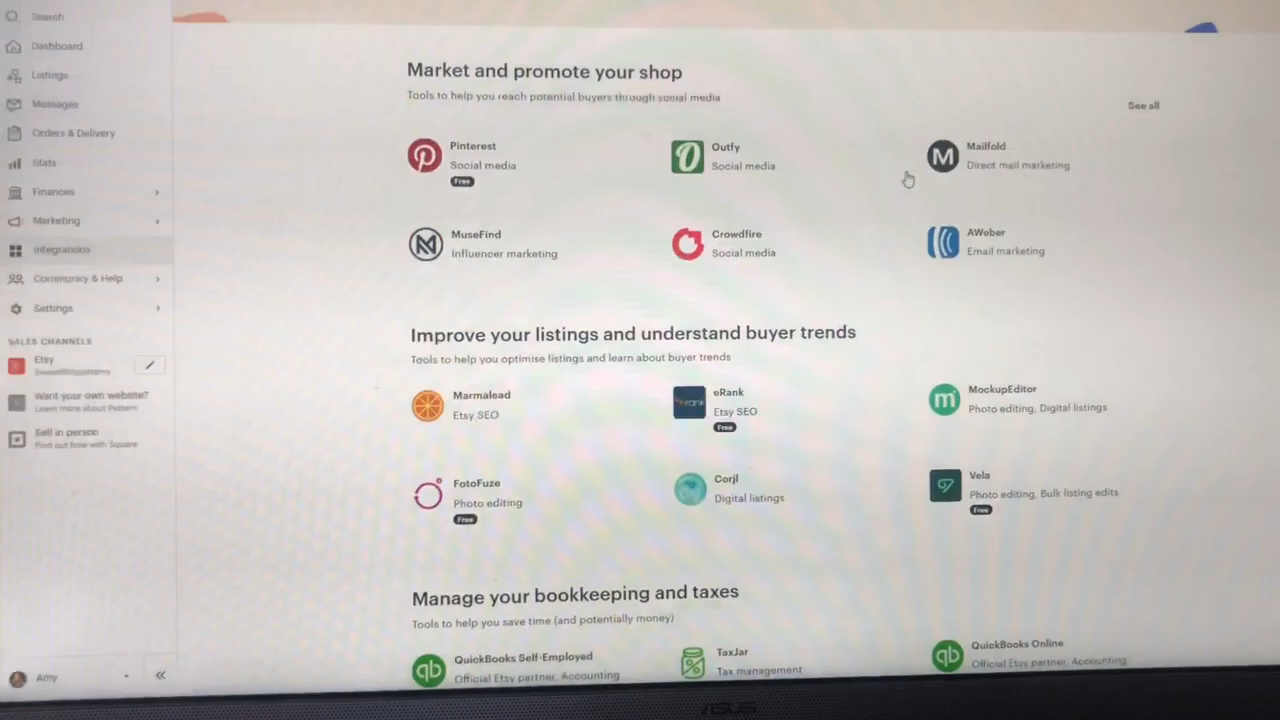 Search
Dashboard
Listings
Messages
Orders & Delivery
Stats
Finances
Marketing
Integrations
Community & Help
Settings
SALES CHANNELS
Etsy
Want your own website?
Learn more about Pattern
Sell in person
Find out how with Square
Amy
Market and promote your shop
Tools to help you reach potential buyers through social media
See all
Pinterest
Social media
Free
Outfy
Social media
Mailfold
Direct mail marketing
MuseFind
Influencer marketing
Crowdfire
Social media
AWeber
Email marketing
Improve your listings and understand buyer trends
Tools to help you optimise listings and learn about buyer trends
Marmalead
Etsy SEO
erank
eRank
Etsy SEO
Free
MockupEditor
Photo editing, Digital listings
FotoFuze
Photo editing
Free
Corjl
Digital listings
Vela
Photo editing, Bulk listing edits
Free
Manage your bookkeeping and taxes
Tools to help you save time (and potentially money)
qb
QuickBooks Self-Employed
Official Etsy partner, Accounting
TaxJar
Tax management
qb
QuickBooks Online
Official Etsy partner, Accounting
ASUS